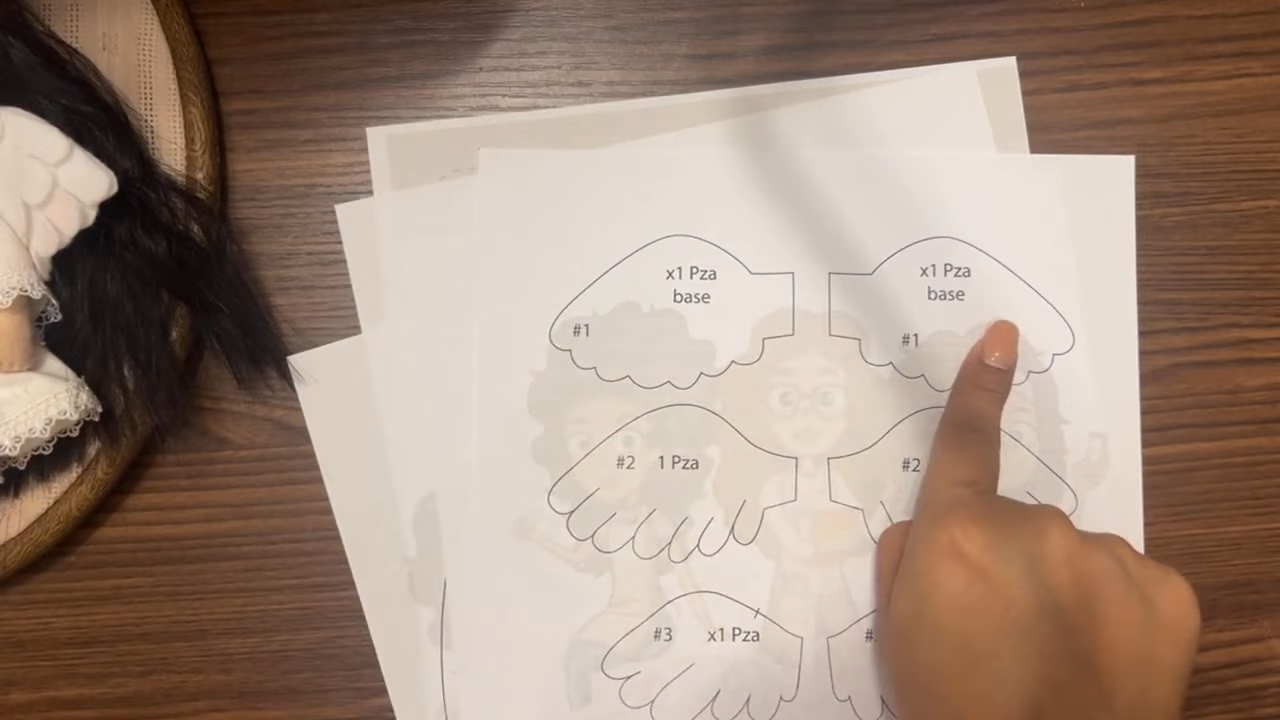 x1 Pza
base
#1
x1 Pza
base
#1
#2 1 Pza
#2
#3 x1 Pza
#